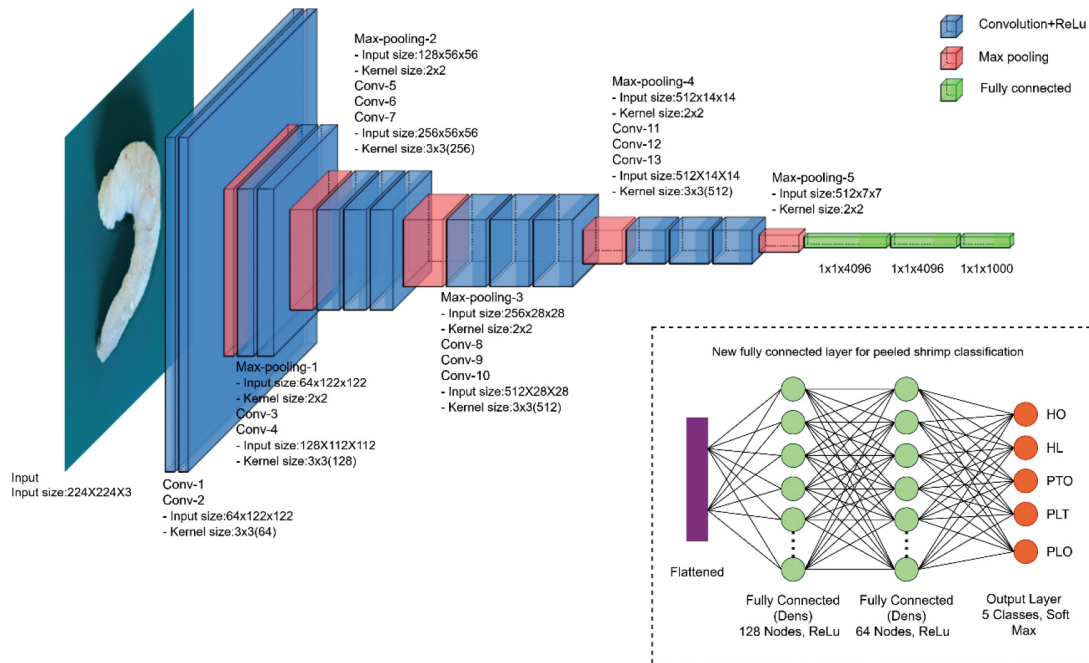 Convolution+ReLu
Max pooling
Fully connected
Max-pooling-2
- Input size:128x56x56
- Kernel size:2x2
Conv-5
Conv-6
Conv-7
- Input size:256x56x56
- Kernel size:3x3(256)
Max-pooling-4
- Input size:512x14x14
- Kernel size:2x2
Conv-11
Conv-12
Conv-13
- Input size:512X14X14
- Kernel size:3x3(512)
Max-pooling-5
- Input size:512x7x7
- Kernel size:2x2
1x1x4096
1x1x4096
1x1x1000
Max-pooling-3
- Input size:256x28x28
- Kernel size:2x2
Conv-8
Conv-9
Conv-10
- Input size:512X28X28
- Kernel size:3x3(512)
Max-pooling-1
- Input size:64x122x122
- Kernel size:2x2
Conv-3
Conv-4
- Input size:128X112X112
- Kernel size:3x3(128)
Input
Input size:224X224X3
Conv-1
Conv-2
- Input size:64x122x122
- Kernel size:3x3(64)
New fully connected layer for peeled shrimp classification
HO
HL
PTO
PLT
PLO
Flattened
Fully Connected
(Dens)
128 Nodes, ReLu
Fully Connected
(Dens)
64 Nodes, ReLu
Output Layer
5 Classes, Soft
Max